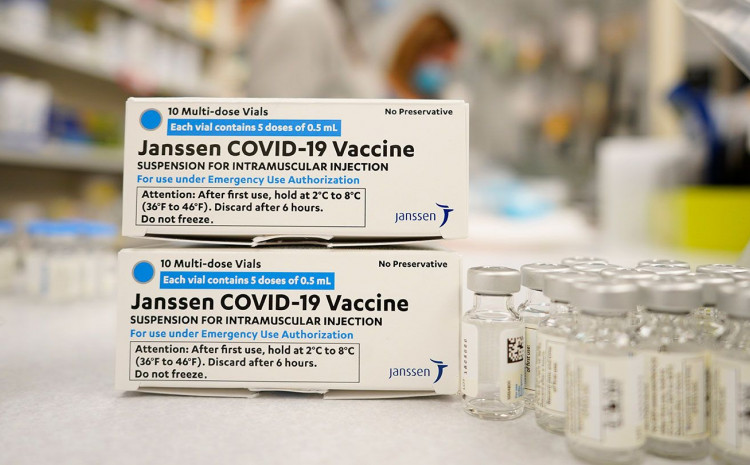 10 Multi-dose Vials
No Preservative
Each vial contains 5 doses of 0.5 mL
Janssen COVID-19 Vaccine
SUSPENSION FOR INTRAMUSCULAR INJECTION
For use under Emergency Use Authorization
Attention: After first use, hold at 2°C to 8°C
(36°F to 46°F). Discard after 6 hours.
Do not freeze.
janssen
10 Multi-dose Vials
No Preservative
Each vial contains 5 doses of 0.5 mL
Janssen COVID-19 Vaccine
SUSPENSION FOR INTRAMUSCULAR INJECTION
For use under Emergency Use Authorization
Attention: After first use, hold at 2°C to 8°C
(36°F to 46°F). Discard after 6 hours.
Do not freeze.
janssen